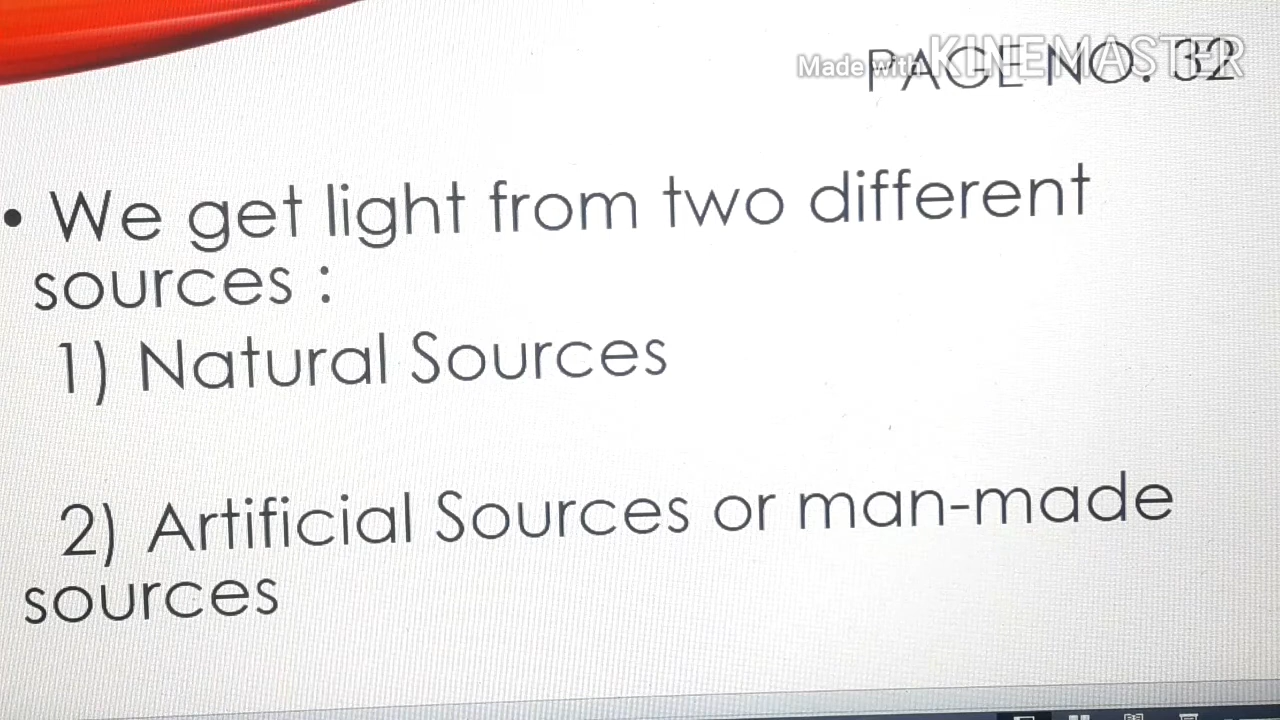 Made with KINEMASTER
PAGE NO. 32
• We get light from two different
sources :
1) Natural Sources
2) Artificial Sources or man-made
sources